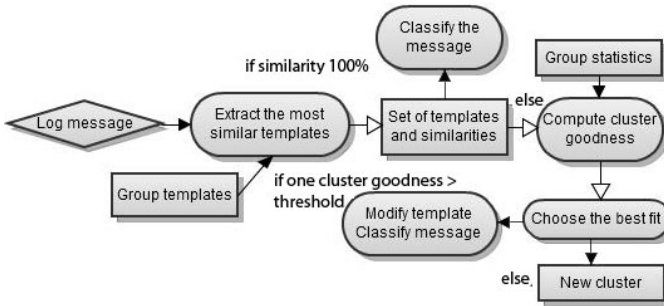 Classify the
message
if similarity 100%
Group statistics
Log message
Extract the most
similar templates
Set of templates
and similarities
else
Compute cluster
goodness
Group templates
if one cluster goodness >
threshold
Modify template
Classify message
Choose the best fit
else,
New cluster